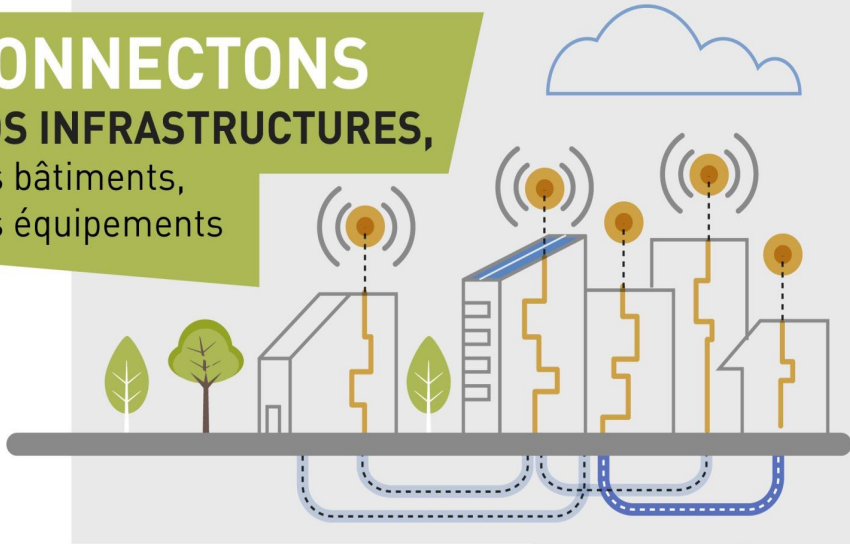 ONNECTONS
OS INFRASTRUCTURES,
s bâtiments,
s équipements